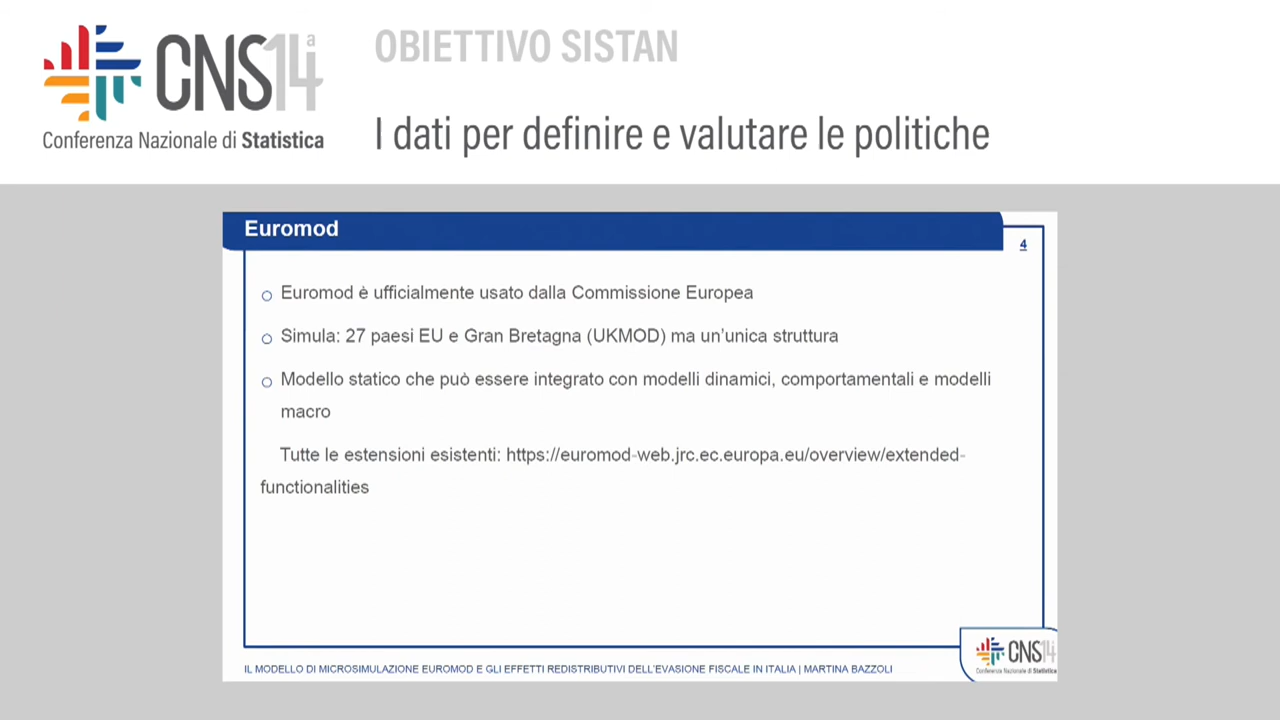 CNS14a
Conferenza Nazionale di Statistica
OBIETTIVO SISTAN
I dati per definire e valutare le politiche
Euromod
4
Euromod è ufficialmente usato dalla Commissione Europea
Simula: 27 paesi EU e Gran Bretagna (UKMOD) ma un'unica struttura
Modello statico che può essere integrato con modelli dinamici, comportamentali e modelli
macro
Tutte le estensioni esistenti: https://euromod-web.jrc.ec.europa.eu/overview/extended-
functionalities
IL MODELLO DI MICROSIMULAZIONE EUROMOD E GLI EFFETTI REDISTRIBUTIVI DELL'EVASIONE FISCALE IN ITALIA | MARTINA BAZZOLI
CNS14
Conferenza Nazionale di Statistica